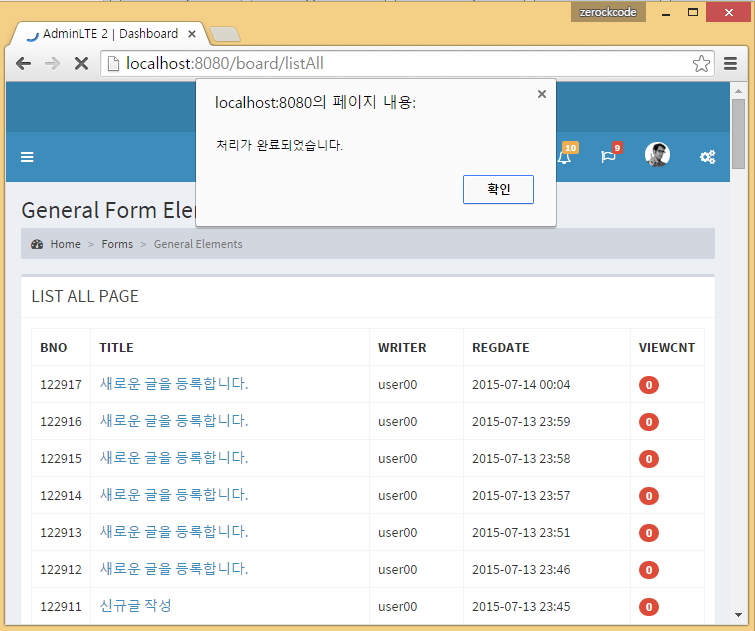 zerockcode
AdminLTE 2 | Dashboard
localhost:8080/board/listAll
localhost:8080의 페이지 내용:
처리가 완료되었습니다.
확인
10
9
General Form Ele
Home > Forms > General Elements
LIST ALL PAGE
BNO TITLE WRITER REGDATE VIEWCNT
122917 새로운 글을 등록합니다. user00 2015-07-14 00:04 0
122916 새로운 글을 등록합니다. user00 2015-07-13 23:59 0
122915 새로운 글을 등록합니다. user00 2015-07-13 23:58 0
122914 새로운 글을 등록합니다. user00 2015-07-13 23:57 0
122913 새로운 글을 등록합니다. user00 2015-07-13 23:51 0
122912 새로운 글을 등록합니다. user00 2015-07-13 23:46 0
122911 신규글 작성 user00 2015-07-13 23:45 0